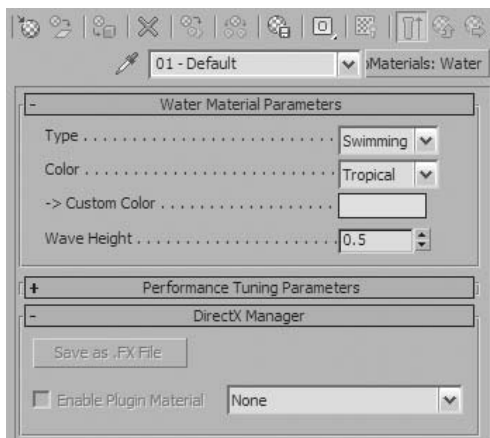 01 - Default
Materials: Water
- Water Material Parameters
Type . . . . . . . . . . . . . . . . . . . . . . . . . . . Swimming
Color . . . . . . . . . . . . . . . . . . . . . . . . . . . Tropical
-> Custom Color . . . . . . . . . . . . . . . . . . .
Wave Height . . . . . . . . . . . . . . . . . . . . . 0.5
+ Performance Tuning Parameters
- DirectX Manager
Save as .FX File
Enable Plugin Material None